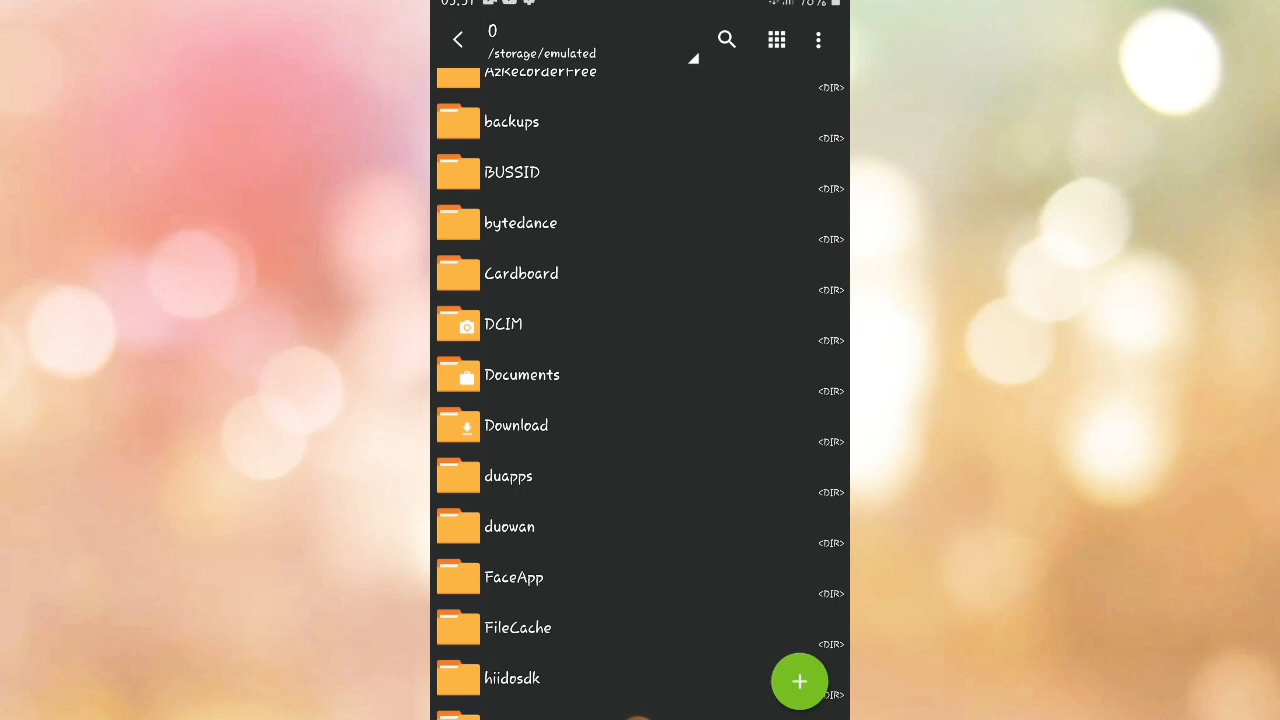 0
/storage/emulated
AzRecorderFree
<DIR>
backups
<DIR>
BUSSID
<DIR>
bytedance
<DIR>
Cardboard
<DIR>
DCIM
<DIR>
Documents
<DIR>
Download
<DIR>
duapps
<DIR>
duowan
<DIR>
FaceApp
<DIR>
FileCache
<DIR>
hiidosdk